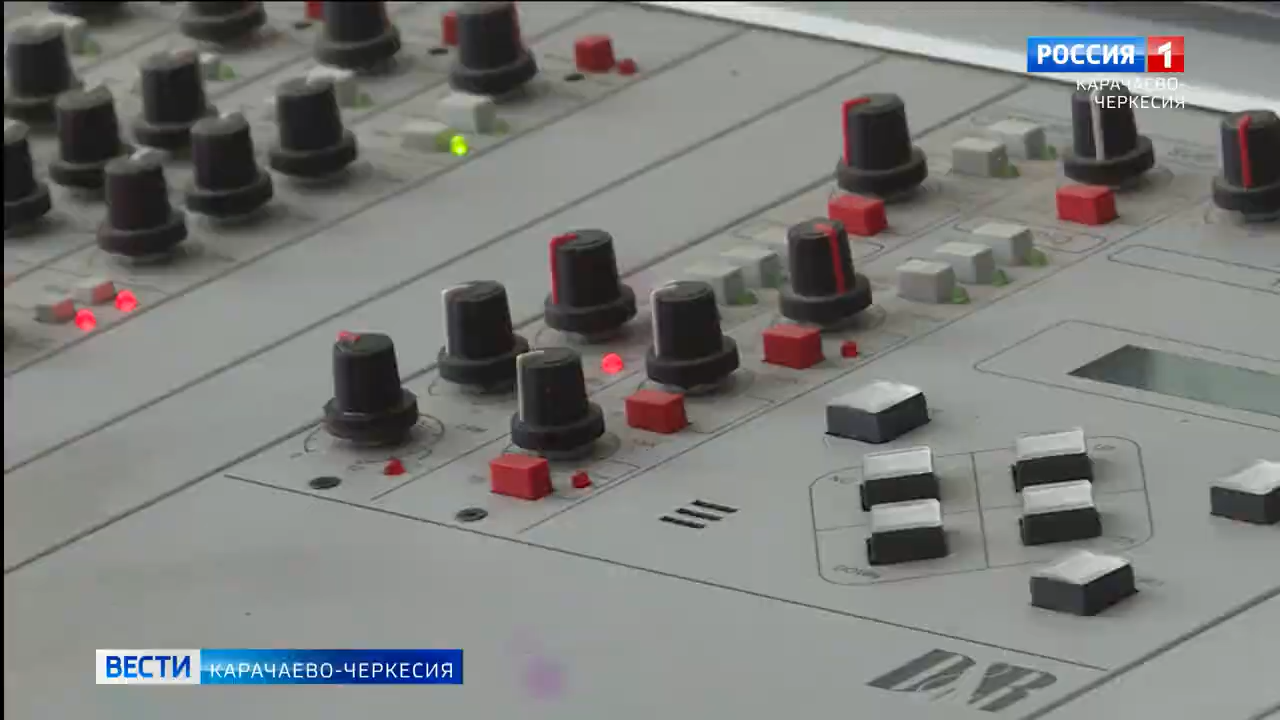 РОССИЯ 1
КАРАЧАЕВО-
ЧЕРКЕСИЯ
D&R
ВЕСТИ КАРАЧАЕВО-ЧЕРКЕСИЯ